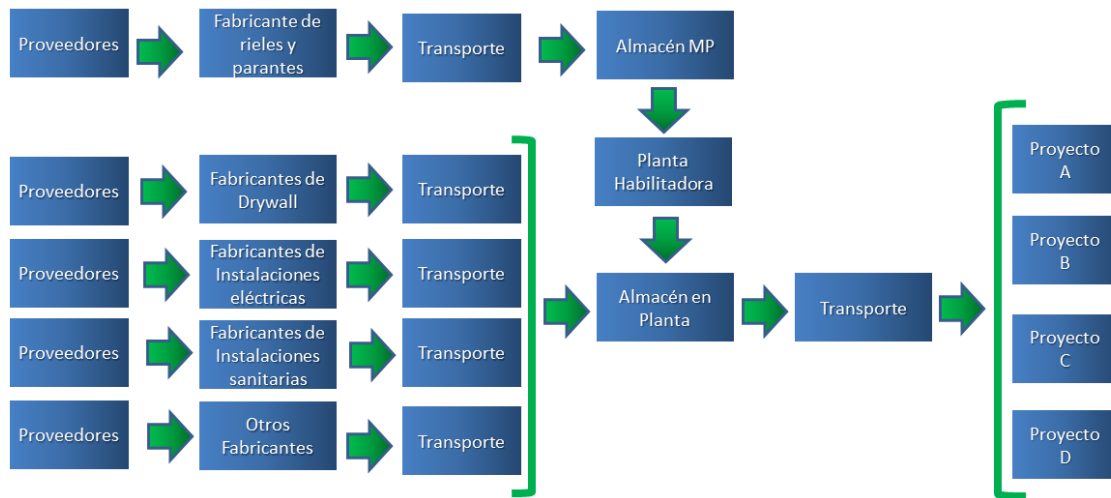 Proveedores
Fabricante de
rieles y
parantes
Transporte
Almacén MP
Planta
Habilitadora
Proveedores
Fabricantes de
Drywall
Transporte
Proveedores
Fabricantes de
Instalaciones
eléctricas
Transporte
Proveedores
Fabricantes de
Instalaciones
sanitarias
Transporte
Proveedores
Otros
Fabricantes
Transporte
Almacén en
Planta
Transporte
Proyecto
A
Proyecto
B
Proyecto
C
Proyecto
D